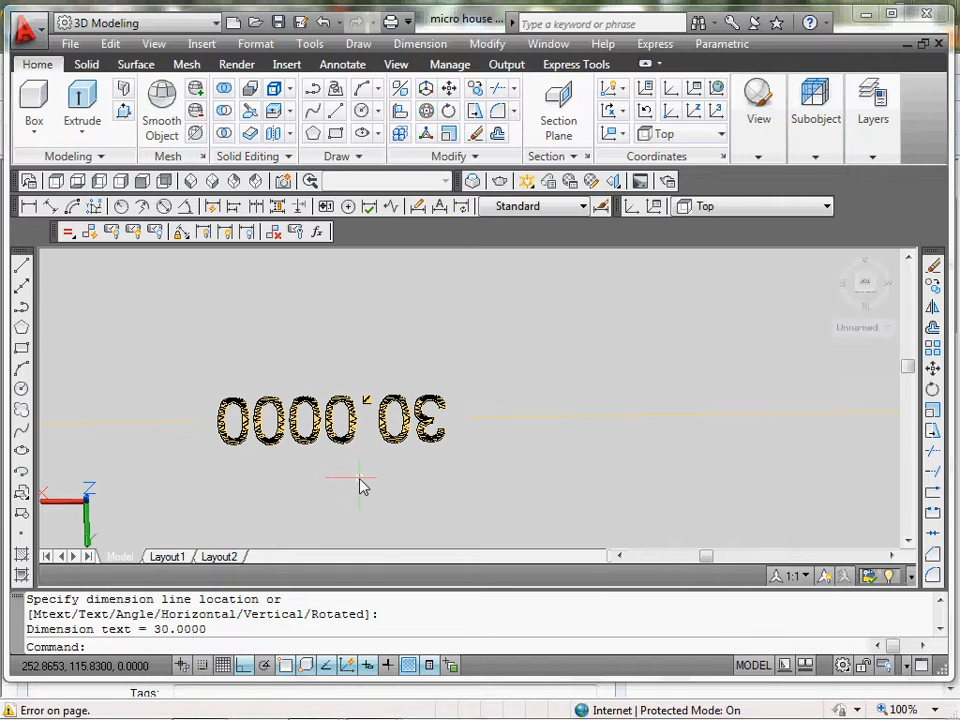 3D Modeling
micro house ...
Type a keyword or phrase
File Edit View Insert Format Tools Draw Dimension Modify Window Help Express Parametric
Home Solid Surface Mesh Render Insert Annotate View Manage Output Express Tools
Box Extrude Smooth Object Section Plane View Subobject Layers
Top
Modeling Mesh Solid Editing Draw Modify Section Coordinates
Standard Top
TOP
W
Unnamed
30.0000
X Z Y
Model Layout1 Layout2
1:1
Specify dimension line location or
[Mtext/Text/Angle/Horizontal/Vertical/Rotated]:
Dimension text = 30.0000
Command:
252.8653, 115.8300, 0.0000 MODEL
Tags:
Error on page. Internet | Protected Mode: On 100%